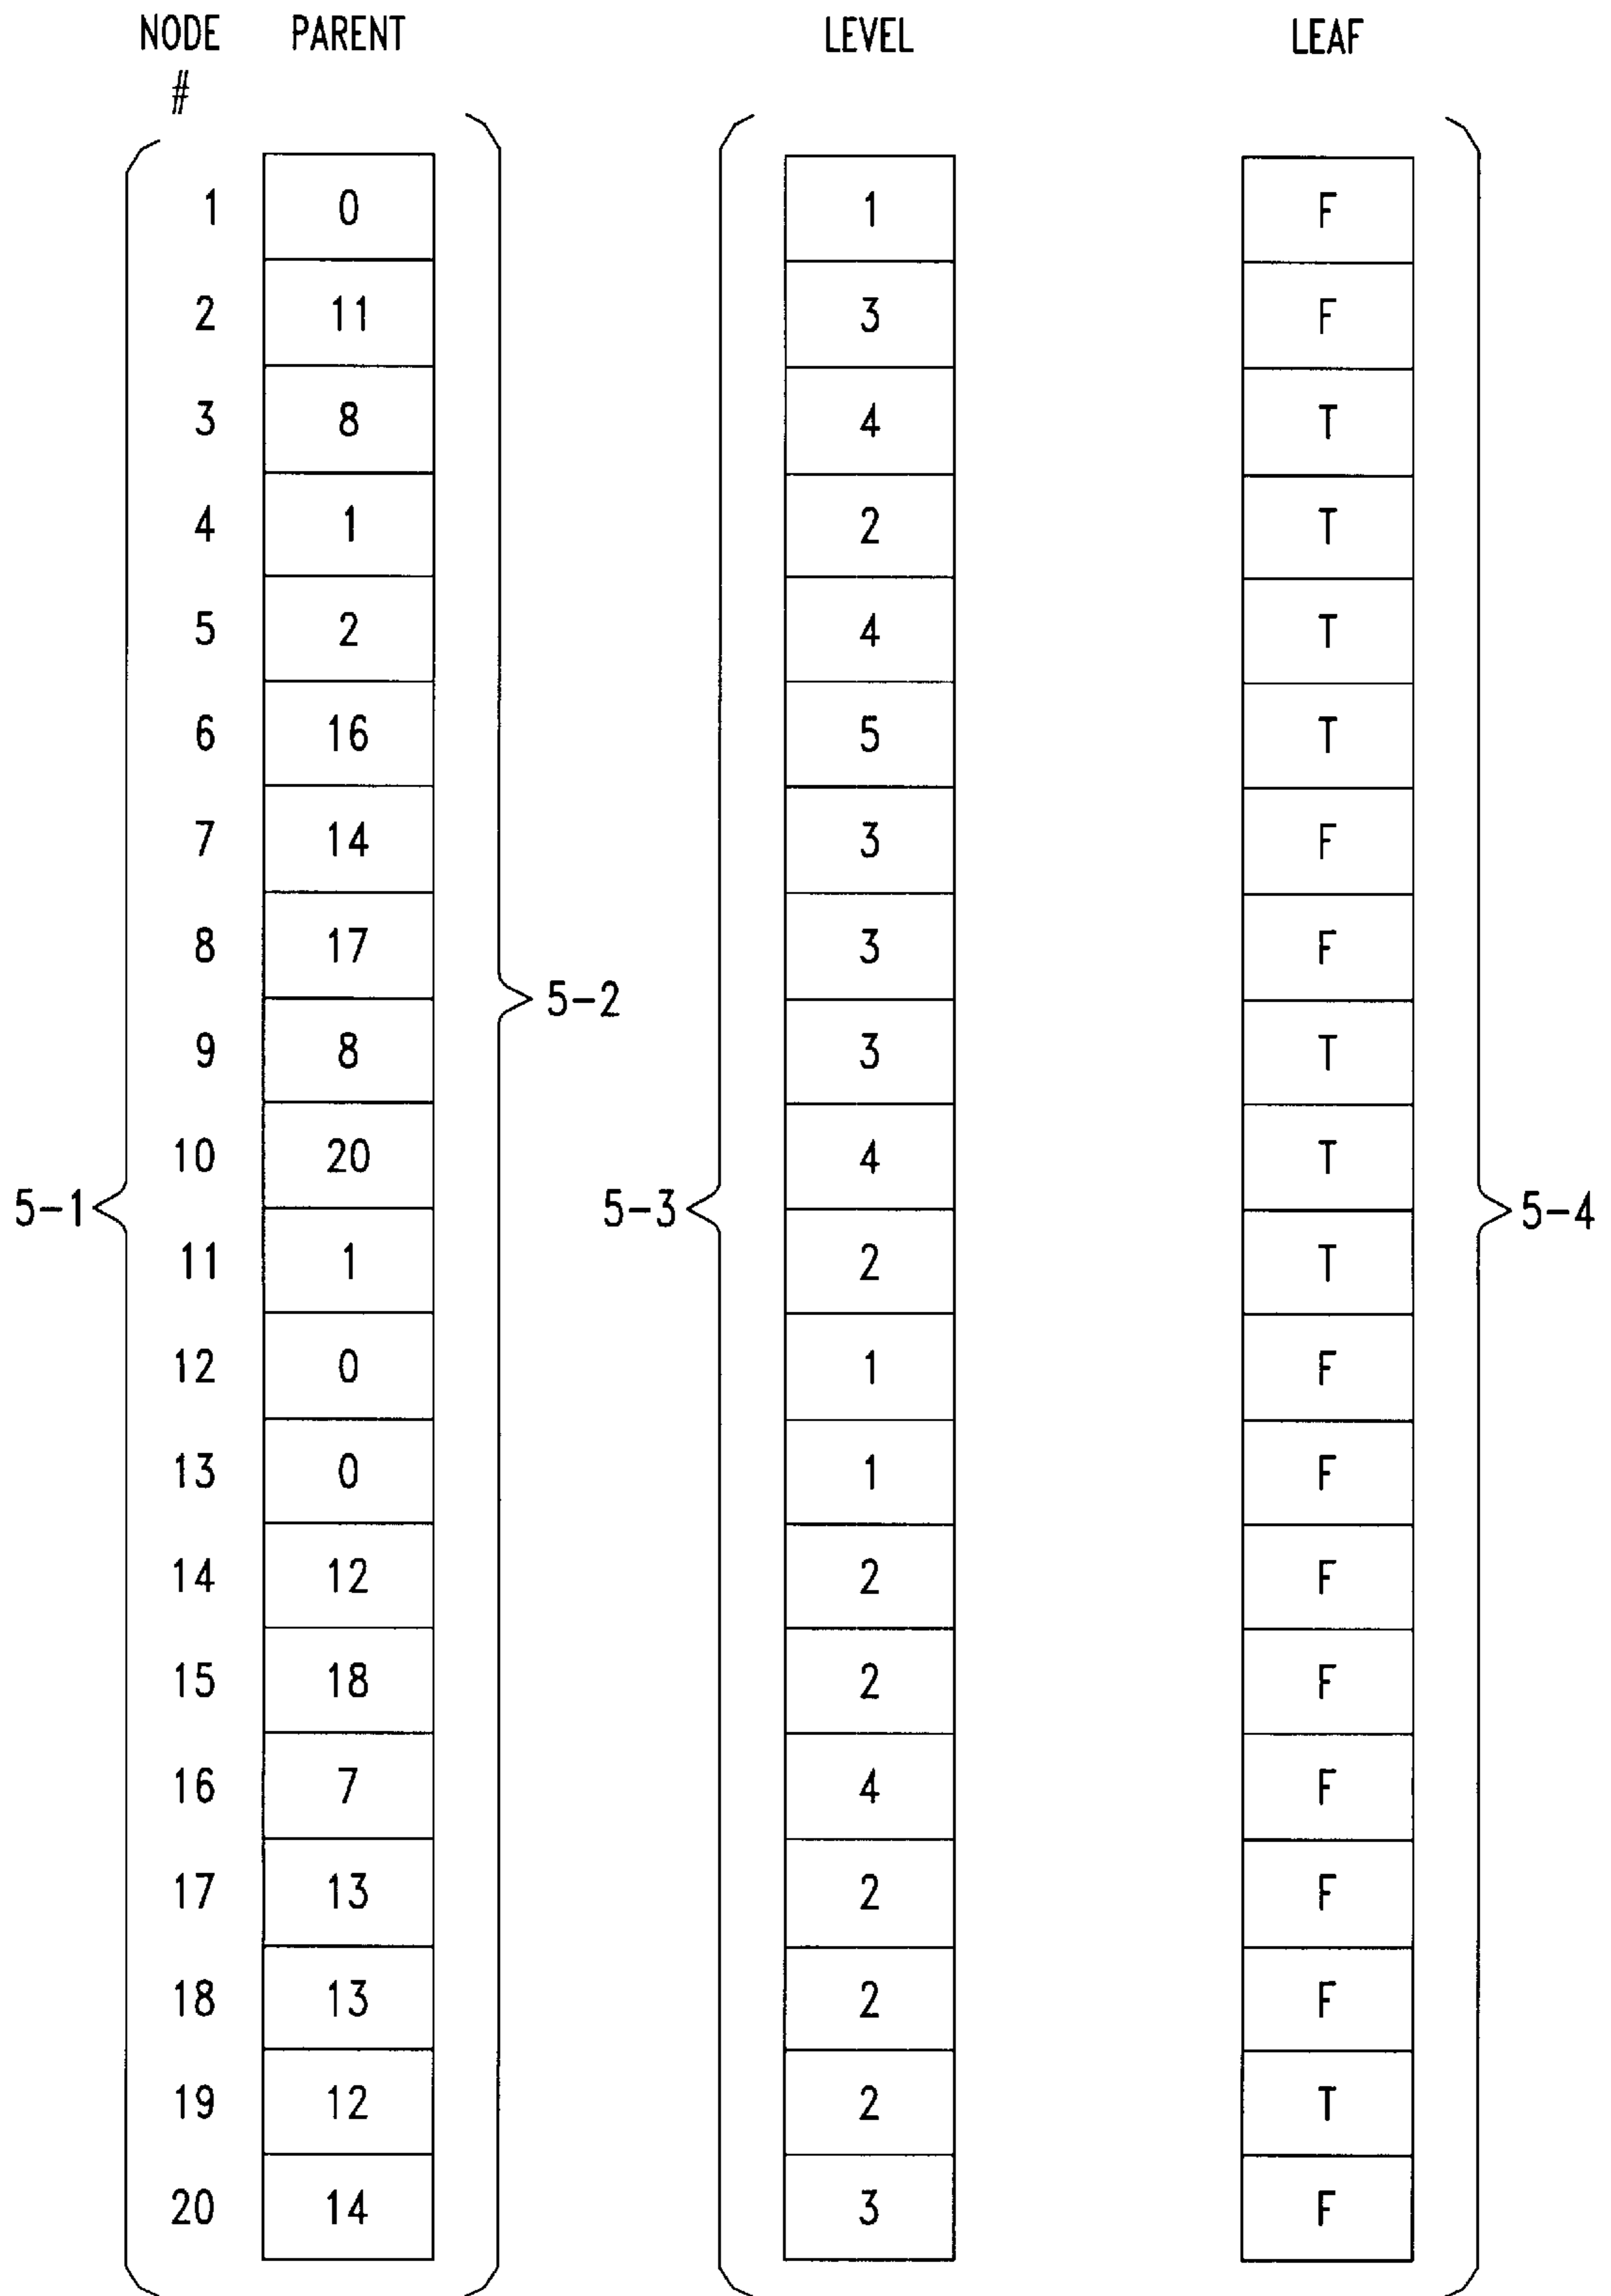 NODE PARENT LEVEL LEAF
#
1 0 1 F
2 11 3 F
3 8 4 T
4 1 2 T
5 2 4 T
6 16 5 T
7 14 3 F
8 17 3 F
5-2
9 8 3 T
10 20 4 T
5-1 5-3 5-4
11 1 2 T
12 0 1 F
13 0 1 F
14 12 2 F
15 18 2 F
16 7 4 F
17 13 2 F
18 13 2 F
19 12 2 T
20 14 3 F